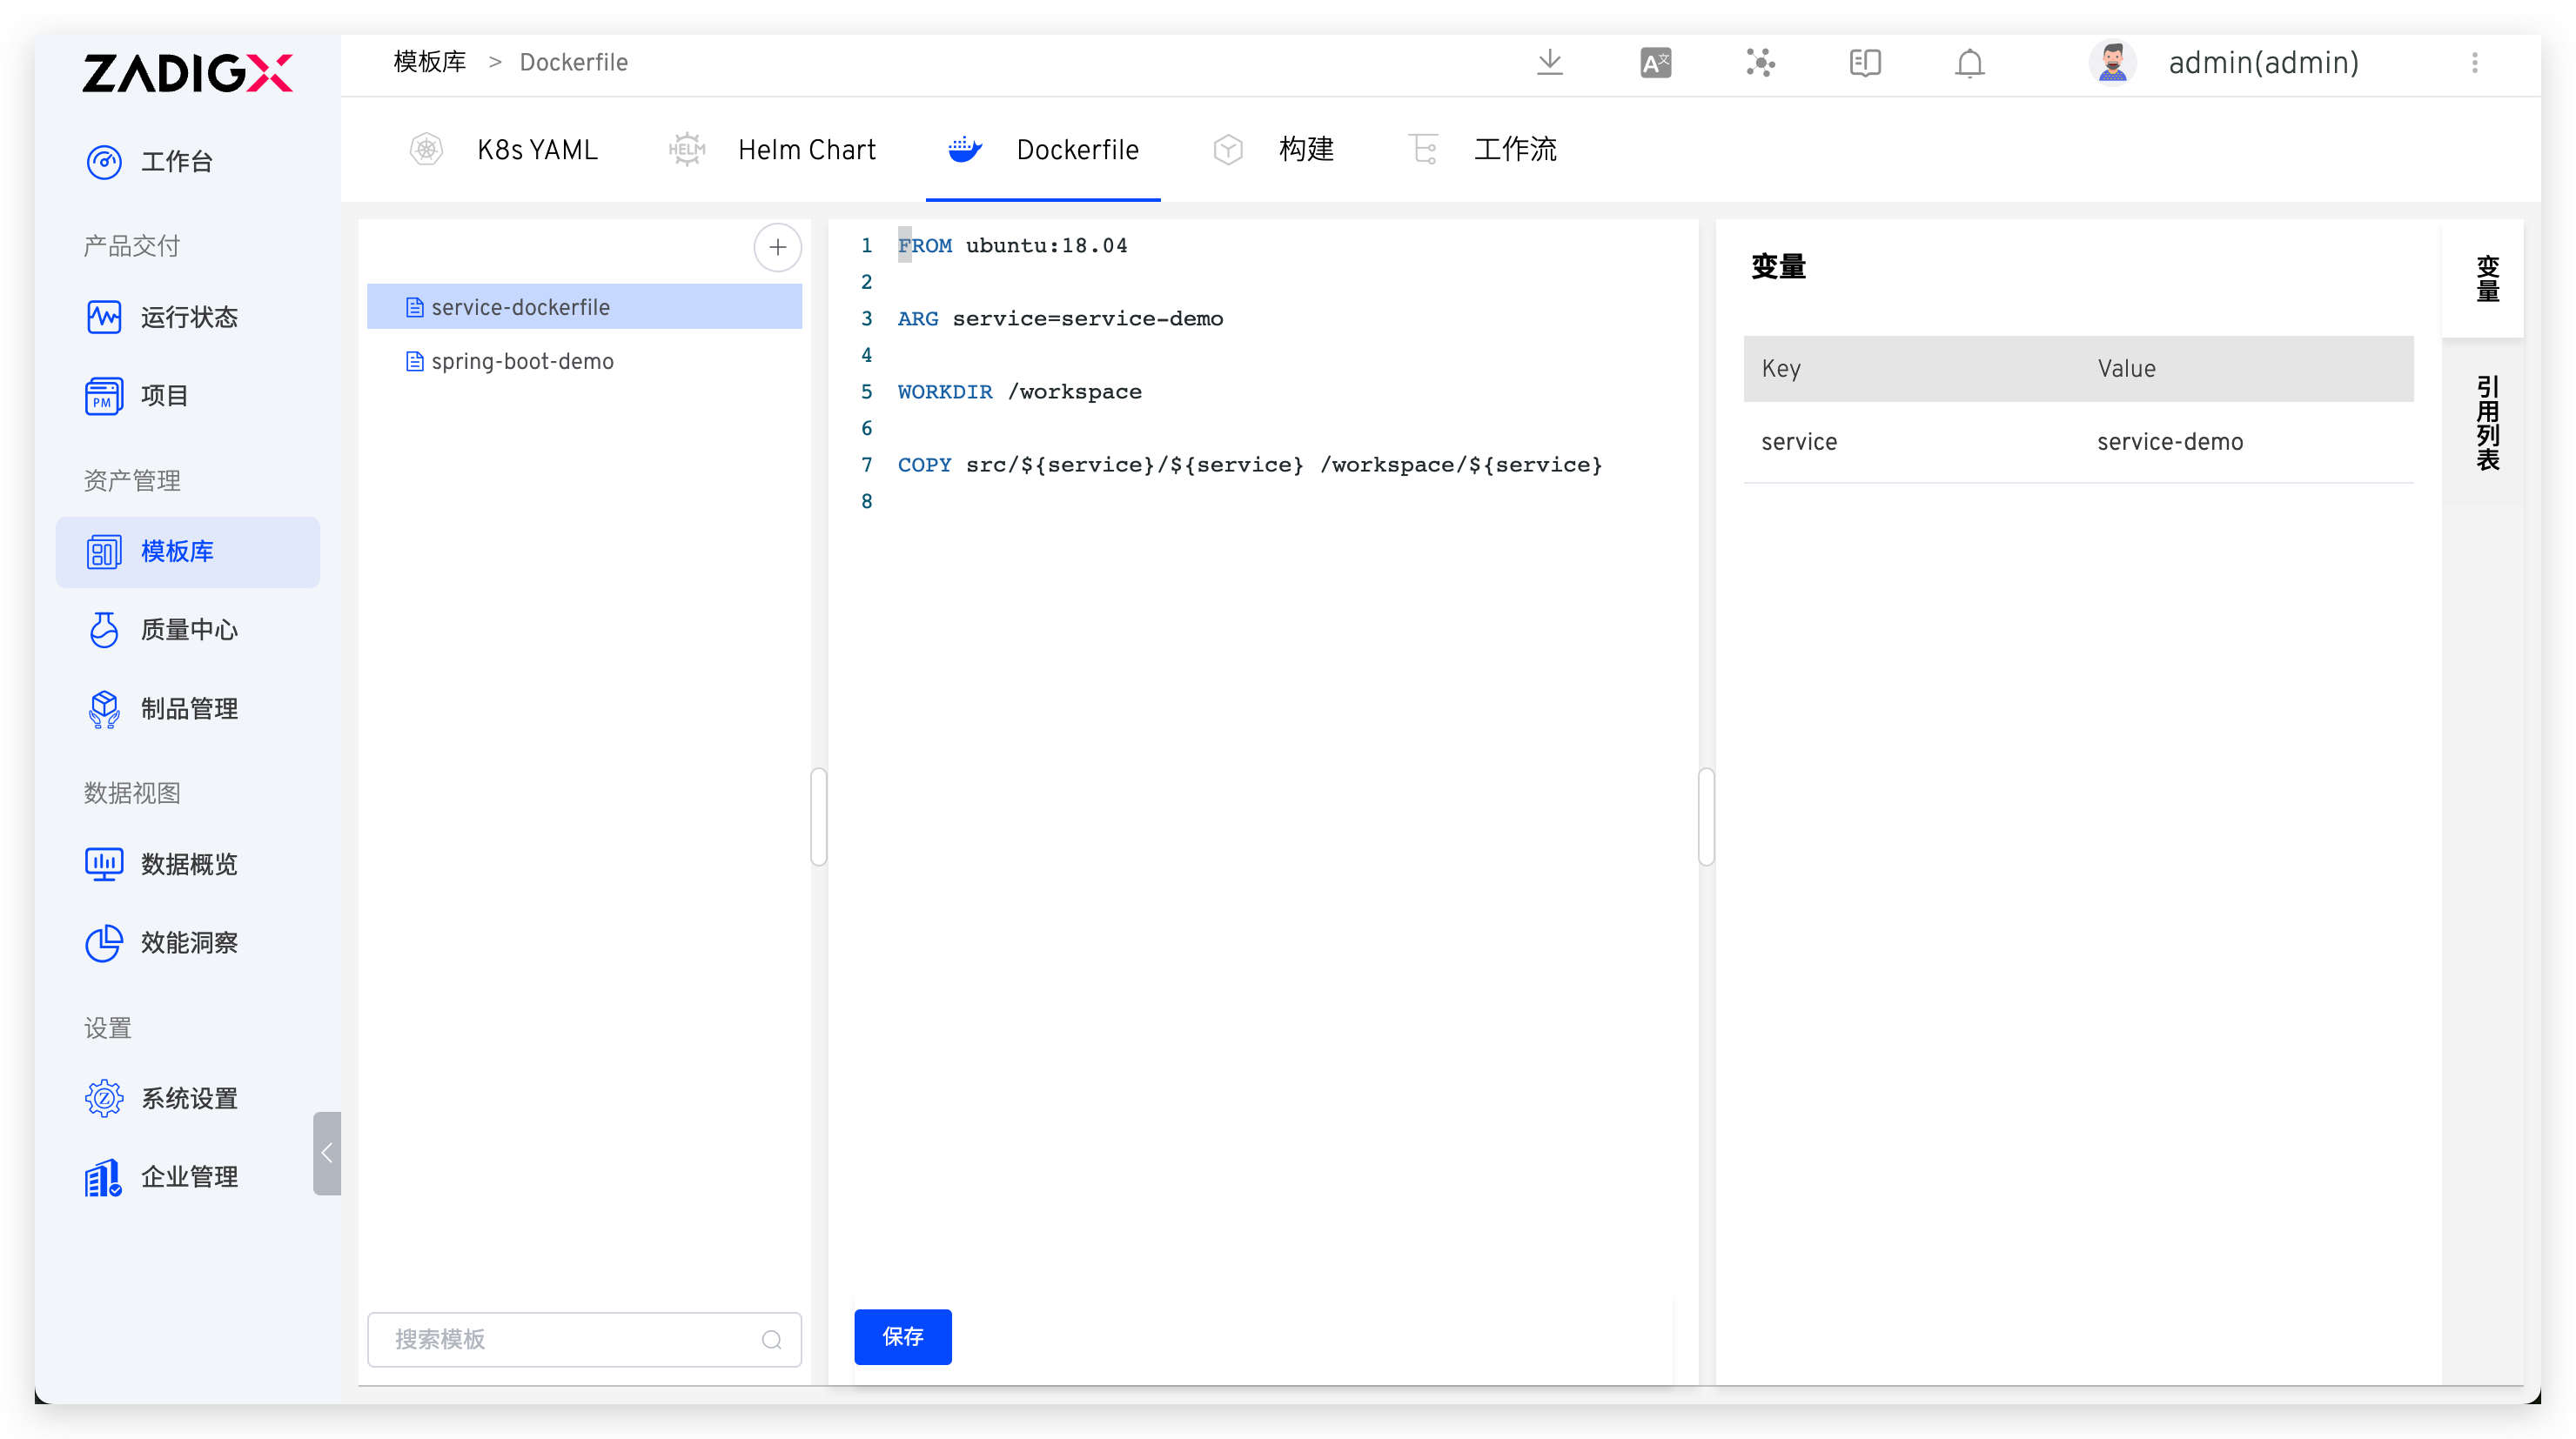 ZADIGX
模板库 > Dockerfile
A文
admin(admin)
工作台
产品交付
运行状态
PM
项目
资产管理
模板库
质量中心
制品管理
数据视图
数据概览
效能洞察
设置
Z
系统设置
企业管理
K8s YAML
HELM
Helm Chart
Dockerfile
构建
工作流
service-dockerfile
spring-boot-demo
搜索模板
1 FROM ubuntu:18.04
2
3 ARG service=service-demo
4
5 WORKDIR /workspace
6
7 COPY src/${service}/${service} /workspace/${service}
8
保存
变量
Key Value
service service-demo
变量
引用列表